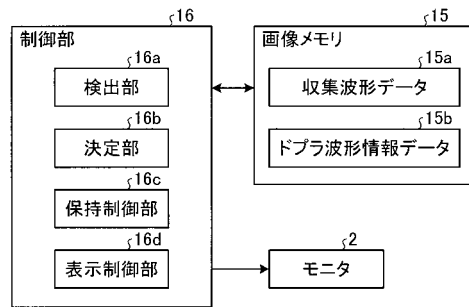 16
制御部
16a
検出部
16b
決定部
16c
保持制御部
16d
表示制御部
15
画像メモリ
15a
収集波形データ
15b
ドプラ波形情報データ
2
モニタ